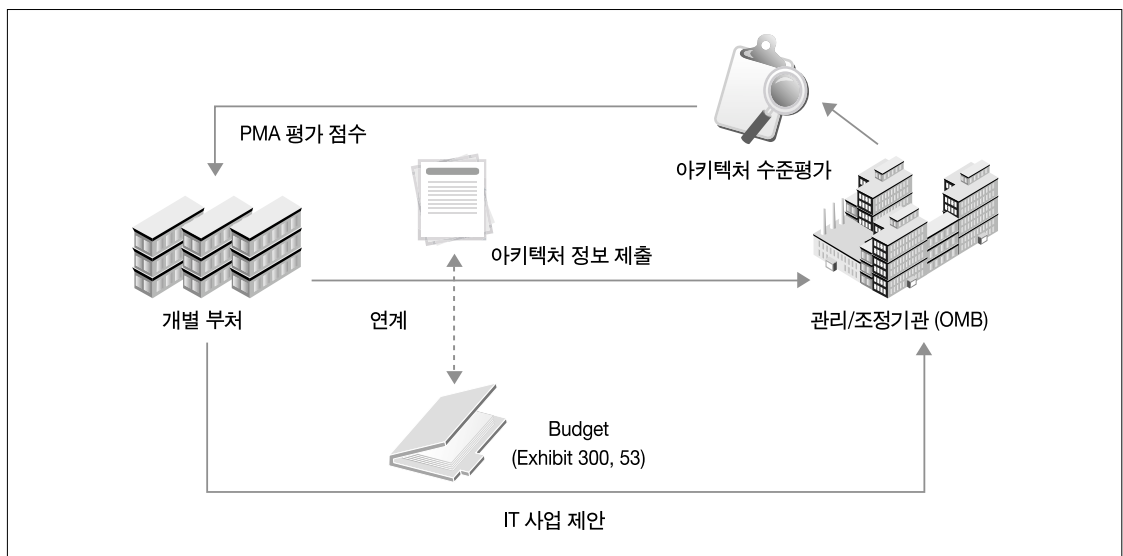 PMA 평가 점수
아키텍처 수준평가
아키텍처 정보 제출
개별 부처
연계
관리/조정기관 (OMB)
Budget
(Exhibit 300, 53)
IT 사업 제안